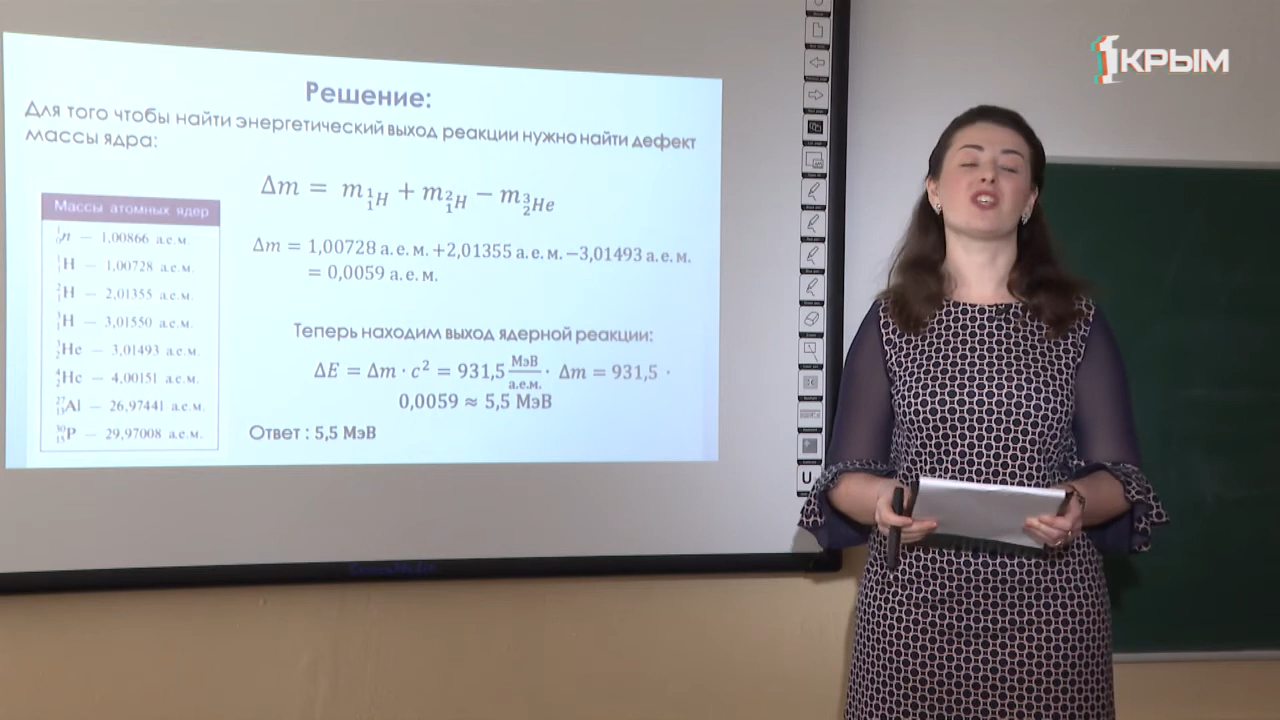 1КРЫМ
Решение:
Для того чтобы найти энергетический выход реакции нужно найти дефект
массы ядра:
Δm = m ¹₁H + m ²₁H − m ³₂He
Δm = 1,00728 а.е.м. +2,01355 а.е.м. −3,01493 а.е.м.
= 0,0059 а.е.м.
Теперь находим выход ядерной реакции:
ΔE = Δm · c² = 931,5 МэВ/а.е.м. · Δm = 931,5 ·
0,0059 ≈ 5,5 МэВ
Ответ : 5,5 МэВ
Массы атомных ядер
¹₀n — 1,00866 а.е.м.
¹₁H — 1,00728 а.е.м.
²₁H — 2,01355 а.е.м.
³₁H — 3,01550 а.е.м.
³₂He — 3,01493 а.е.м.
⁴₂He — 4,00151 а.е.м.
²⁷₁₃Al — 26,97441 а.е.м.
³⁰₁₅P — 29,97008 а.е.м.
U